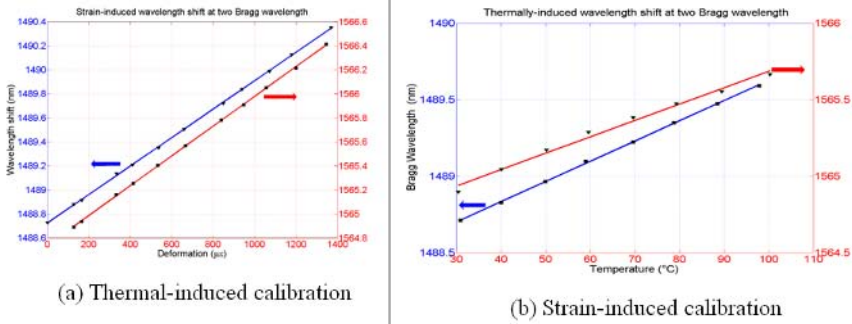 Strain-induced wavelength shift at two Bragg wavelength
1490.4
1490.2
1490
1489.8
1489.6
1489.4
1489.2
1489
1488.8
1488.6
Wavelength shift (nm)
1566.6
1566.4
1566.2
1566
1565.8
1565.6
1565.4
1565.2
1565
1564.8
0 200 400 600 800 1000 1200 1400
Deformation (με)
(a) Thermal-induced calibration
Thermally-induced wavelength shift at two Bragg wavelength
1490
1489.5
1489
1488.5
Bragg Wavelength (nm)
1566
1565.5
1565
1564.5
30 40 50 60 70 80 90 100 110
Temperature (°C)
(b) Strain-induced calibration